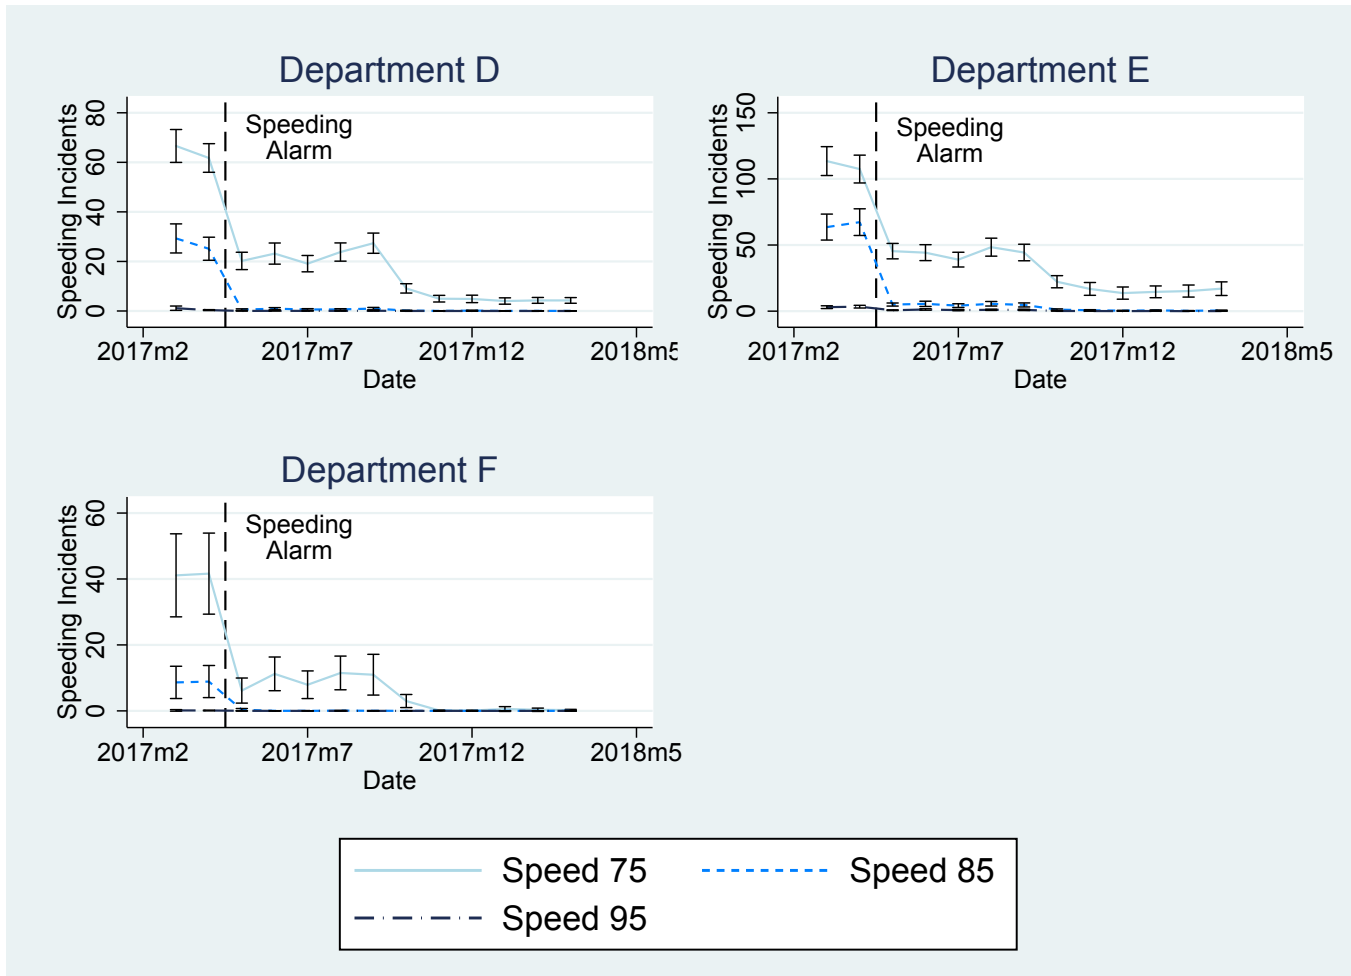 Department D
Speeding Incidents
80
60
40
20
0
Speeding
Alarm
2017m2 2017m7 2017m12 2018m5
Date
Department E
Speeding Incidents
150
100
50
0
Speeding
Alarm
2017m2 2017m7 2017m12 2018m5
Date
Department F
Speeding Incidents
60
40
20
0
Speeding
Alarm
2017m2 2017m7 2017m12 2018m5
Date
Speed 75 Speed 85
Speed 95